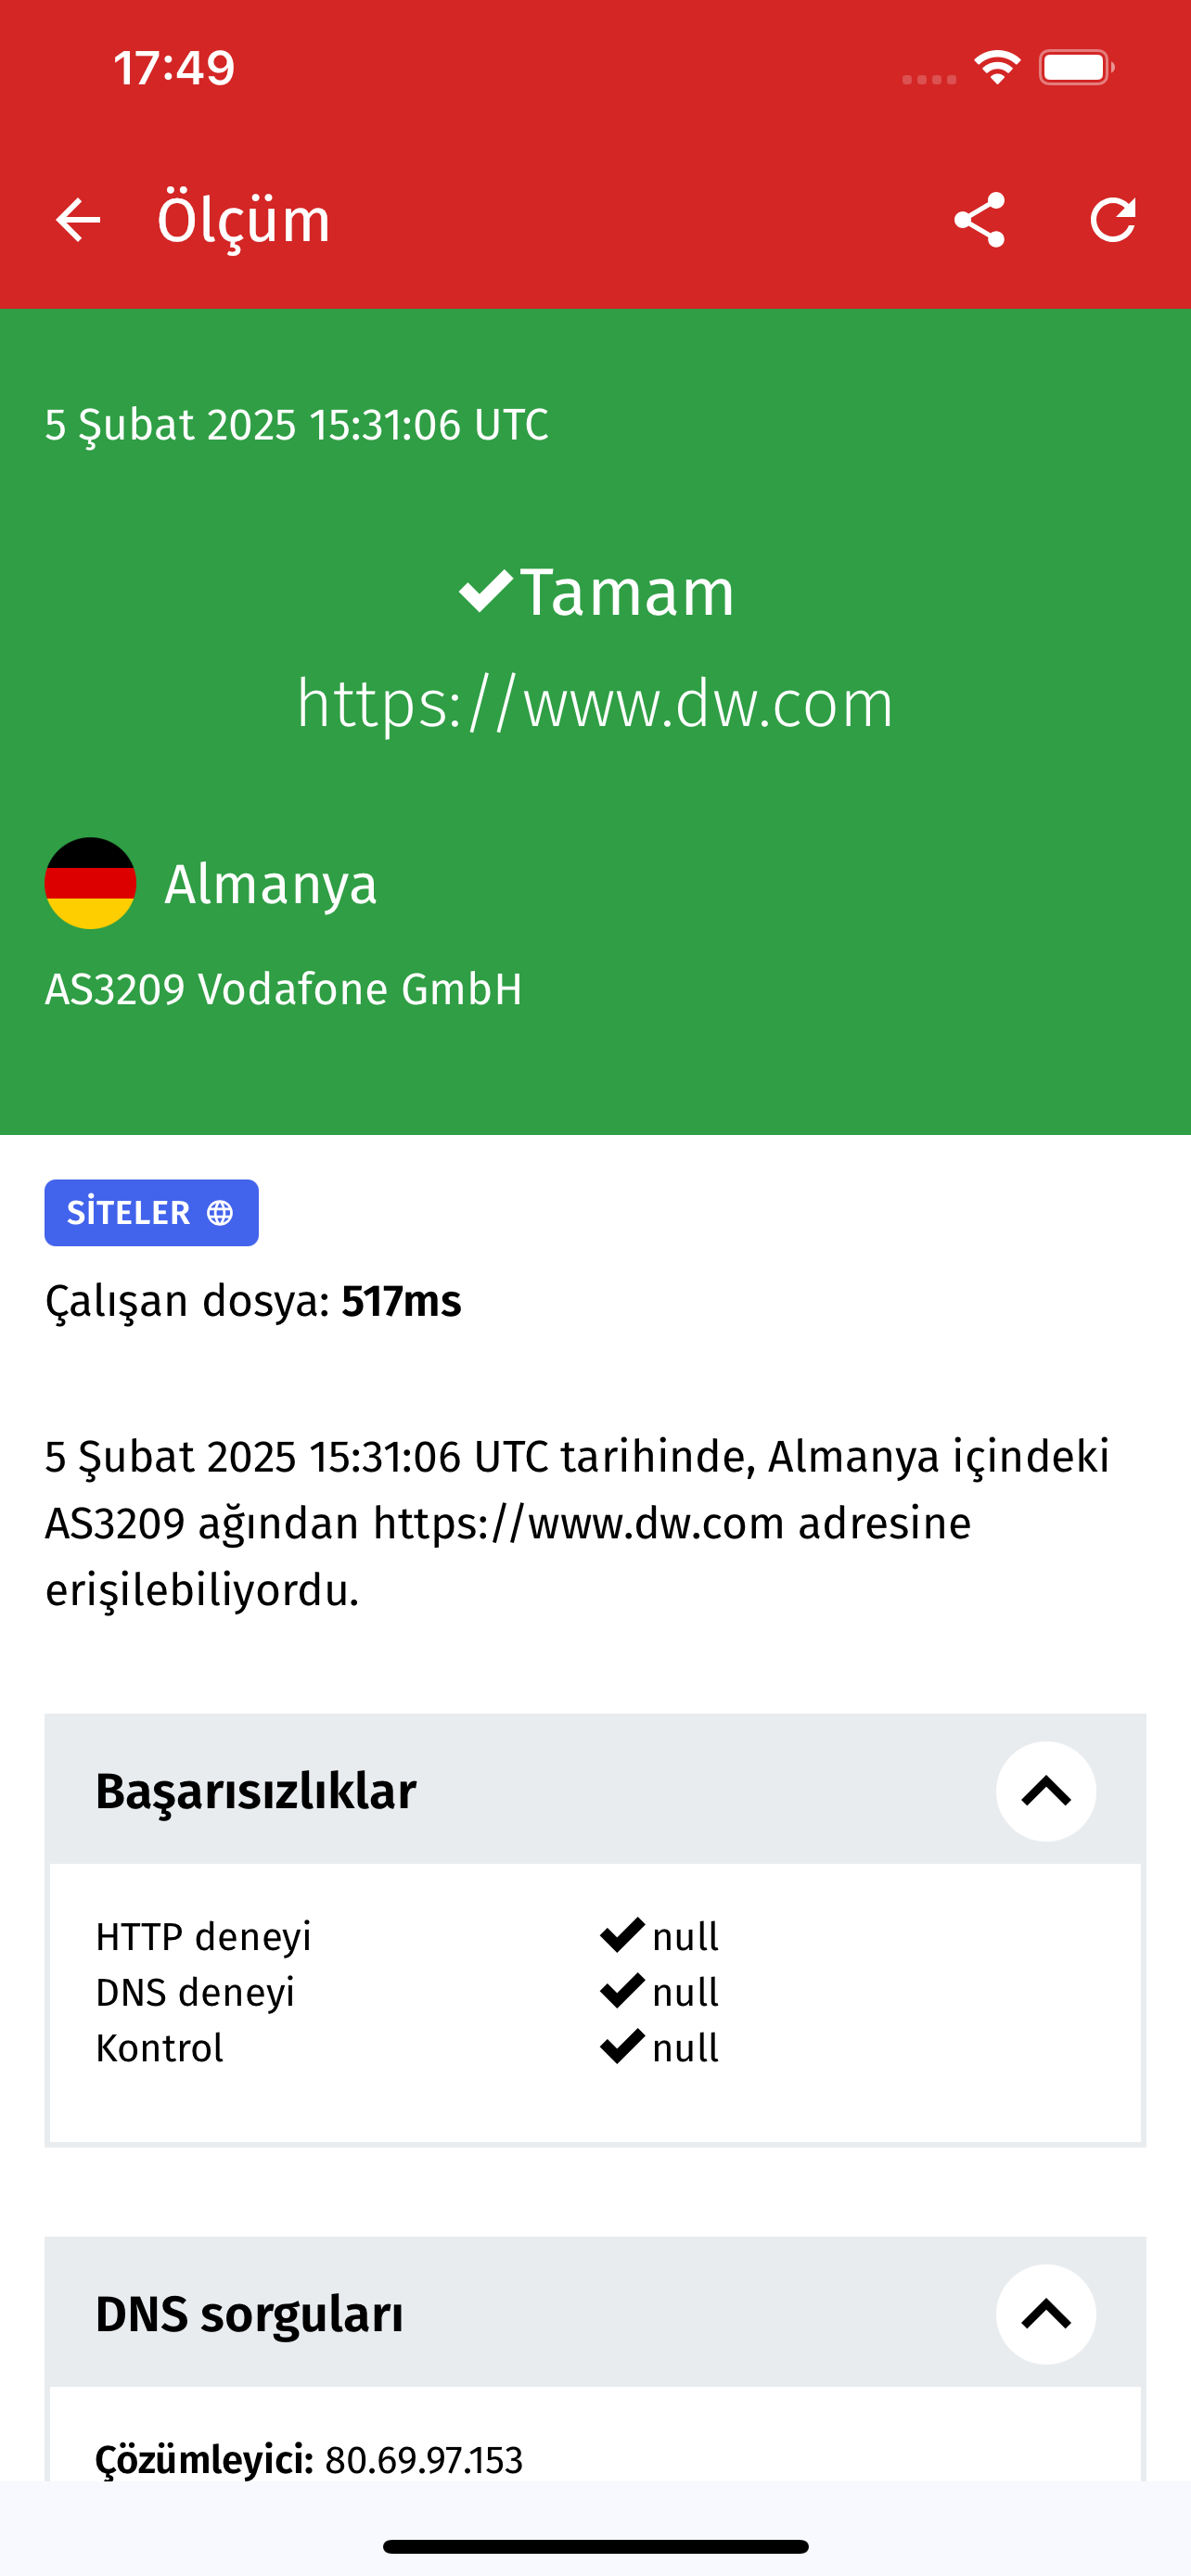 17:49
Ölçüm
5 Şubat 2025 15:31:06 UTC
Tamam
https://www.dw.com
Almanya
AS3209 Vodafone GmbH
SİTELER
Çalışan dosya: 517ms
5 Şubat 2025 15:31:06 UTC tarihinde, Almanya içindeki
AS3209 ağından https://www.dw.com adresine
erişilebiliyordu.
Başarısızlıklar
HTTP deneyi null
DNS deneyi null
Kontrol null
DNS sorguları
Çözümleyici: 80.69.97.153